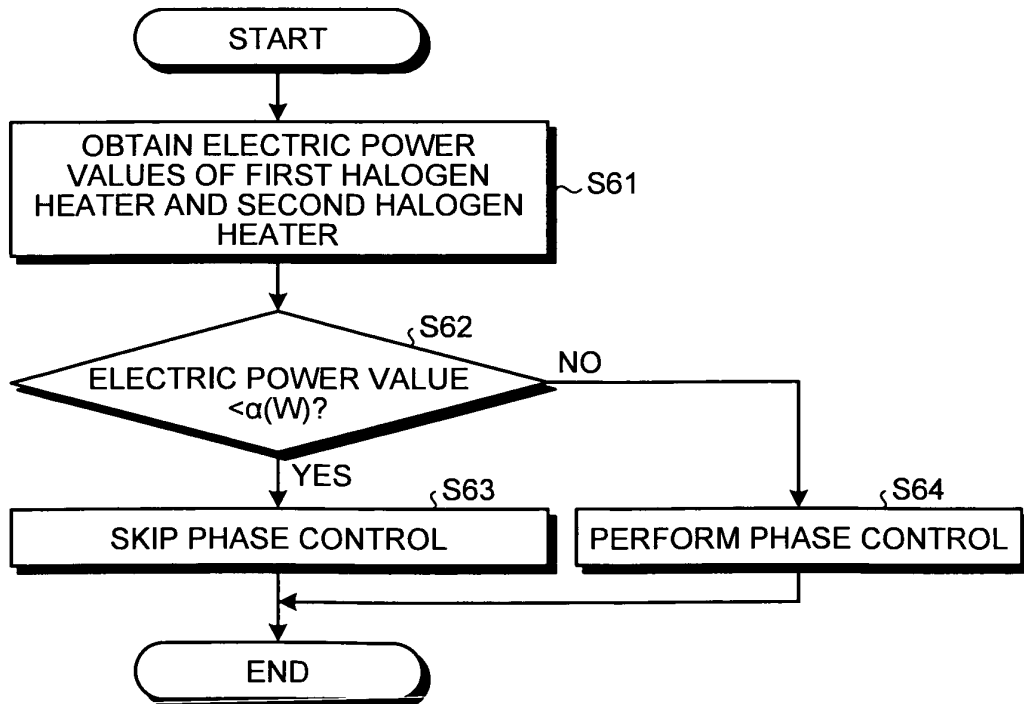 START
OBTAIN ELECTRIC POWER
VALUES OF FIRST HALOGEN
HEATER AND SECOND HALOGEN
HEATER
S61
S62
ELECTRIC POWER VALUE
<α(W)?
NO
YES
S63
SKIP PHASE CONTROL
S64
PERFORM PHASE CONTROL
END